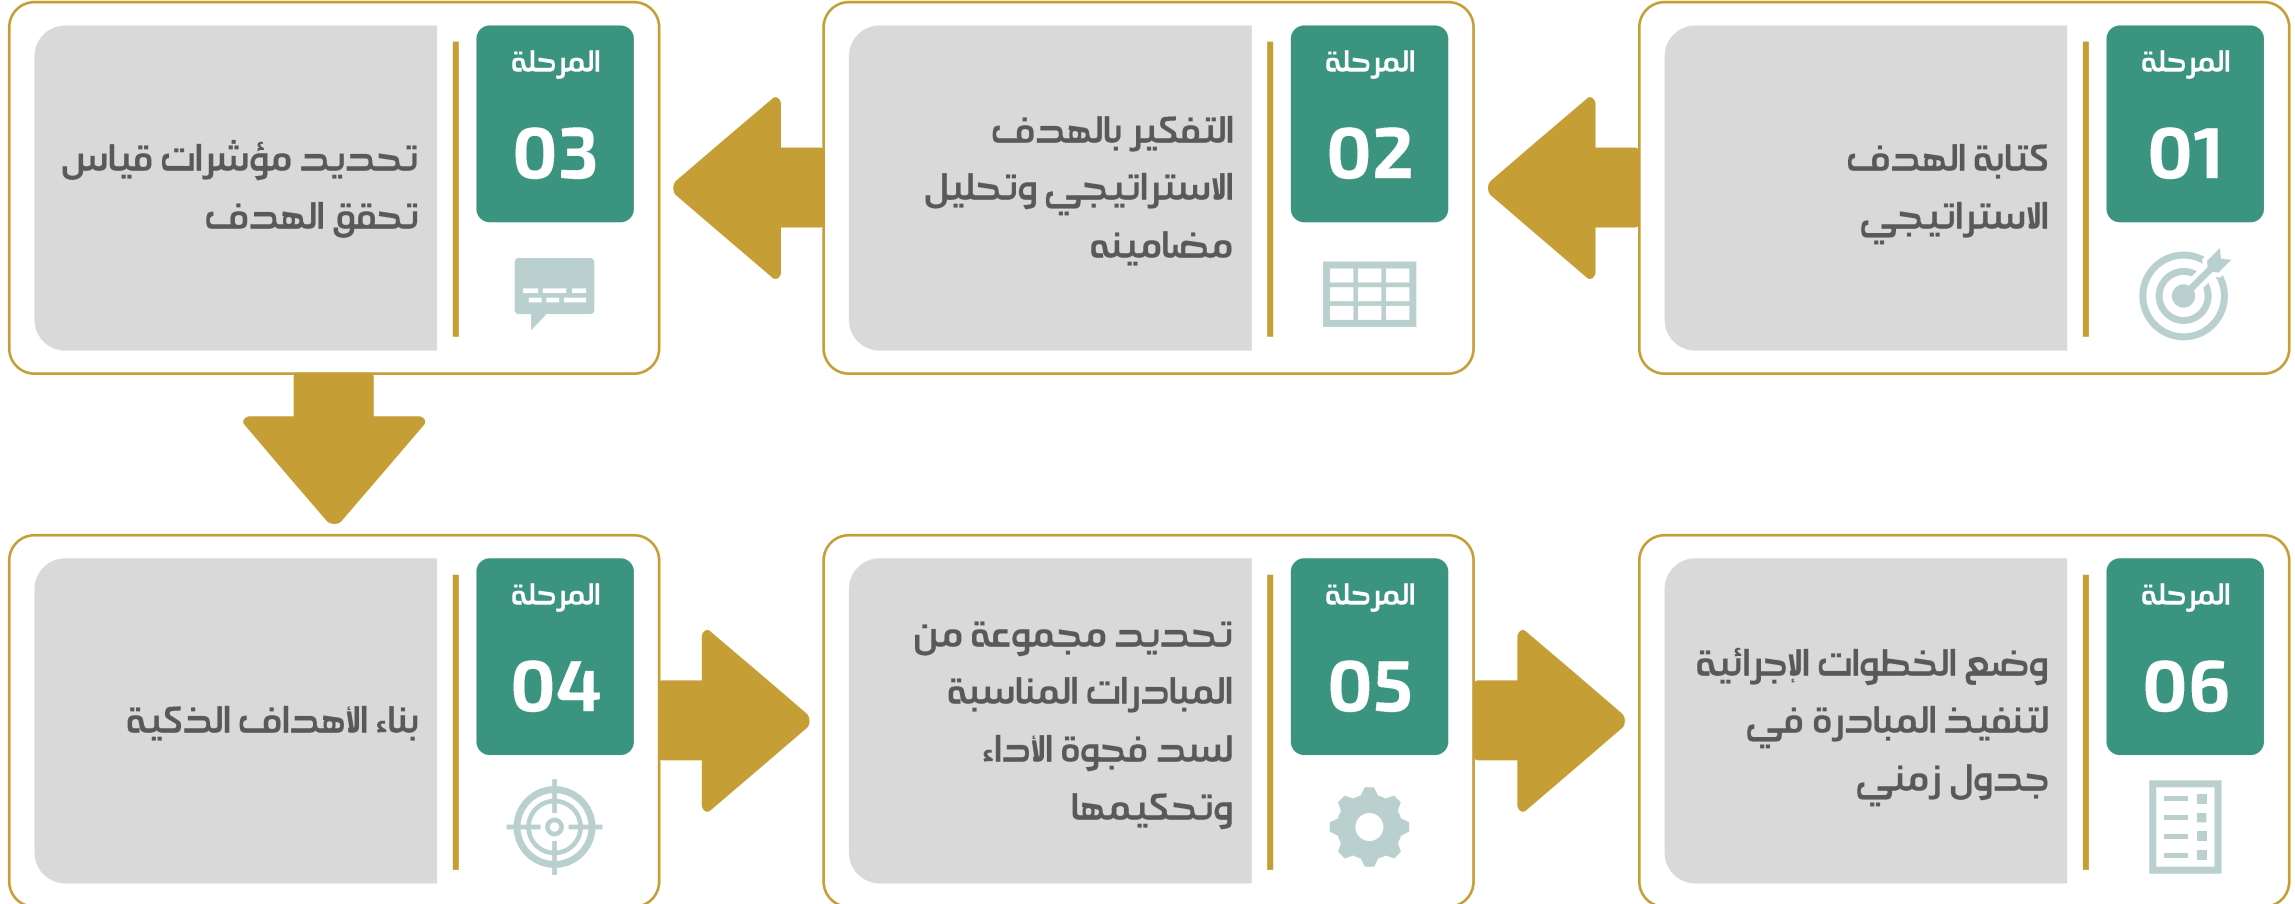 المرحلة
01
كتابة الهدف
الاستراتيجي
المرحلة
02
التفكير بالهدف
الاستراتيجي وتحليل
مضامينه
المرحلة
03
تحديد مؤشرات قياس
تحقق الهدف
المرحلة
04
بناء الأهداف الذكية
المرحلة
05
تحديد مجموعة من
المبادرات المناسبة
لسد فجوة الأداء
وتحكيمها
المرحلة
06
وضع الخطوات الإجرائية
لتنفيذ المبادرة في
جدول زمني